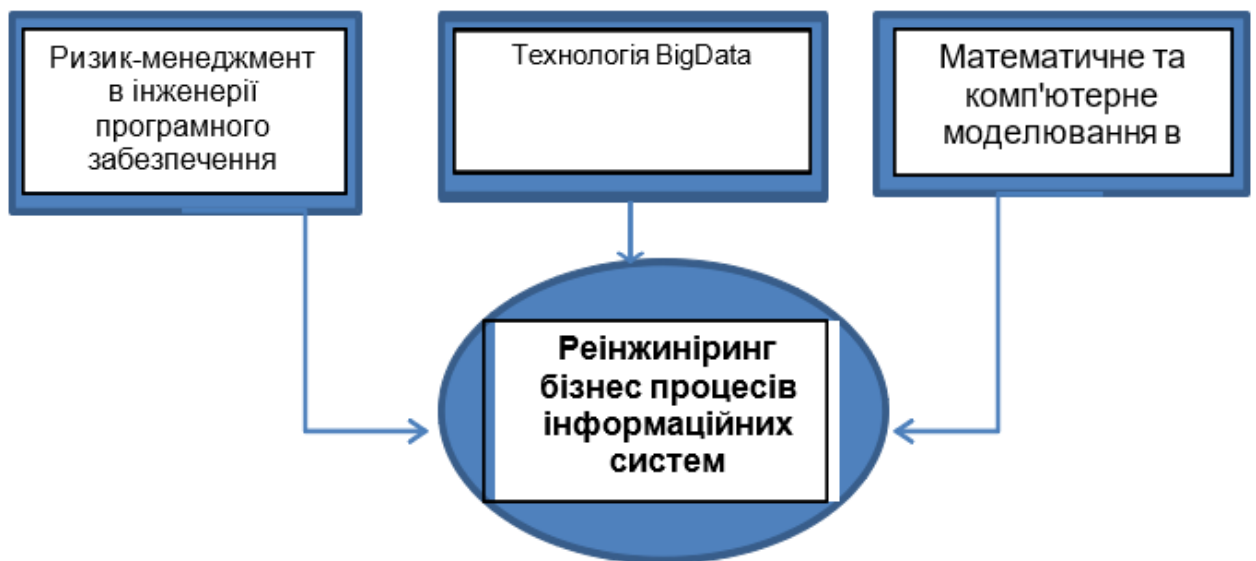 Ризик-менеджмент
в інженерії
програмного
забезпечення
Технологія BigData
Математичне та
комп'ютерне
моделювання в
Реінжиніринг
бізнес процесів
інформаційних
систем